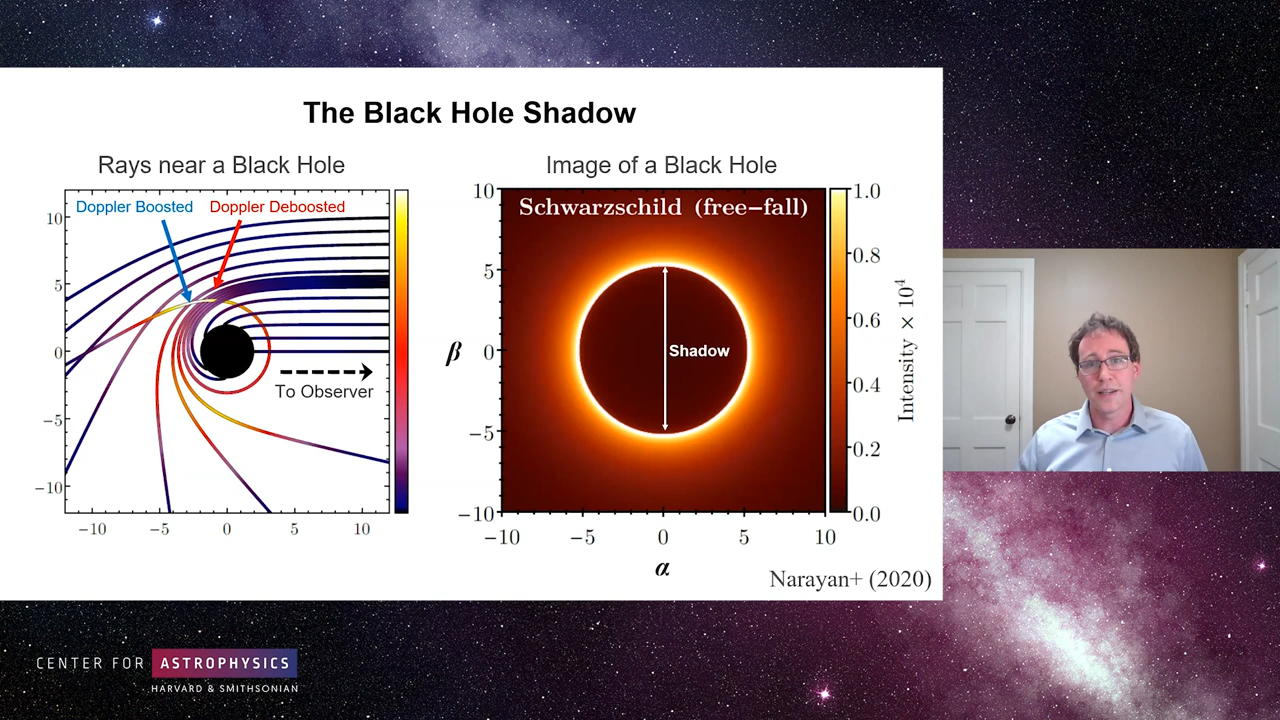 The Black Hole Shadow
Rays near a Black Hole
Doppler Boosted
Doppler Deboosted
10
5
0
−5
−10
−10
−5
0
5
10
To Observer
Image of a Black Hole
Schwarzschild (free−fall)
Shadow
10
5
0
−5
−10
β
−10
−5
0
5
10
α
1.0
0.8
0.6
0.4
0.2
0.0
Intensity × 10⁴
Narayan+ (2020)
CENTER FOR ASTROPHYSICS
HARVARD & SMITHSONIAN